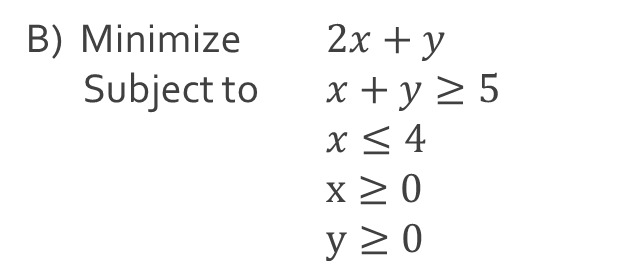 B) Minimize 2x + y
Subject to x + y ≥ 5
x ≤ 4
x ≥ 0
y ≥ 0